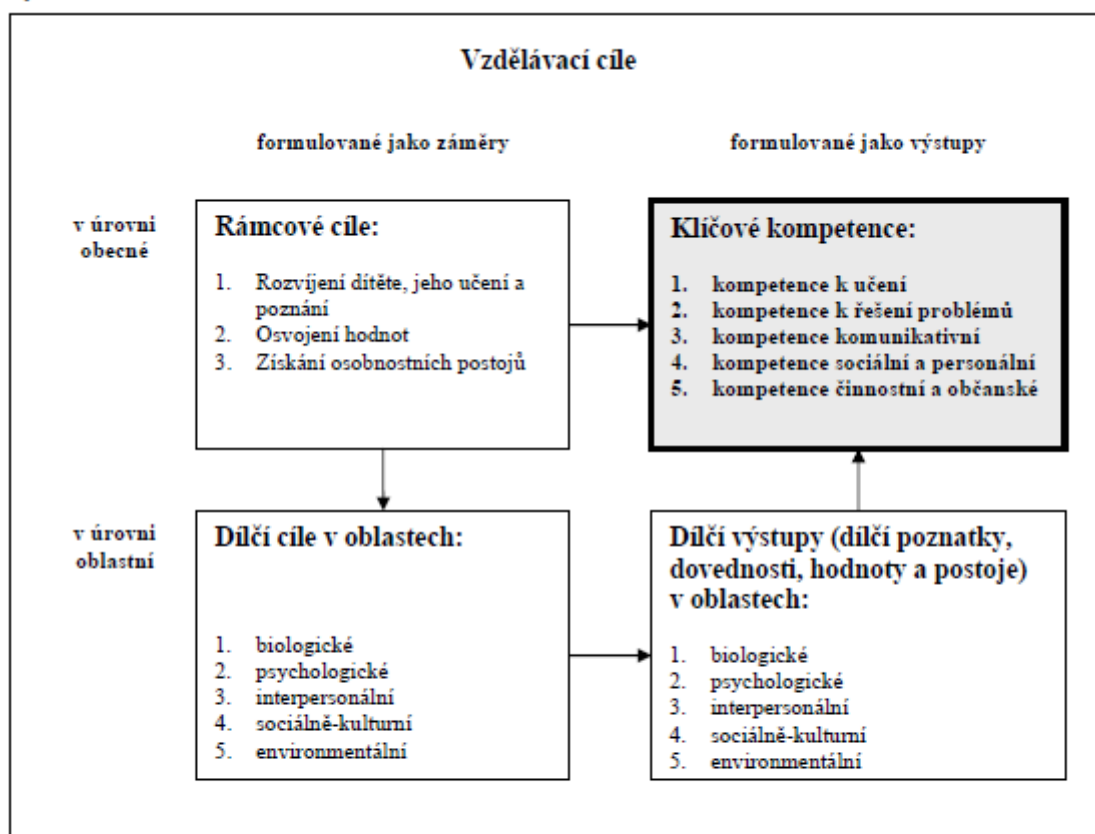 Vzdělávací cíle
formulované jako záměry
formulované jako výstupy
v úrovni
obecné
Rámcové cíle:
1. Rozvíjení dítěte, jeho učení a
poznání
2. Osvojení hodnot
3. Získání osobnostních postojů
Klíčové kompetence:
1. kompetence k učení
2. kompetence k řešení problémů
3. kompetence komunikativní
4. kompetence sociální a personální
5. kompetence činnostní a občanské
v úrovni
oblastní
Dílčí cíle v oblastech:
1. biologické
2. psychologické
3. interpersonální
4. sociálně-kulturní
5. environmentální
Dílčí výstupy (dílčí poznatky,
dovednosti, hodnoty a postoje)
v oblastech:
1. biologické
2. psychologické
3. interpersonální
4. sociálně-kulturní
5. environmentální